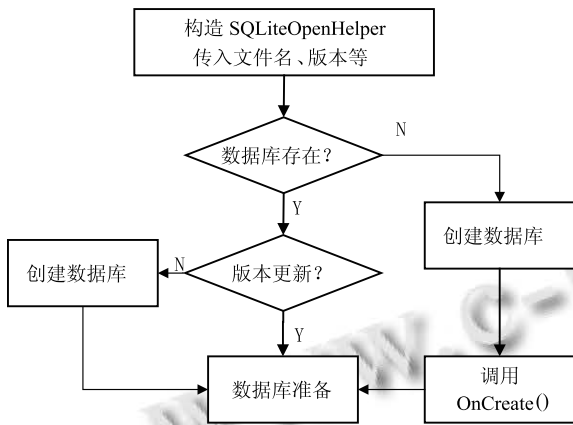 构造 SQLiteOpenHelper
传入文件名、版本等
数据库存在?
N
Y
创建数据库
创建数据库
N
版本更新?
Y
数据库准备
调用
OnCreate()
w.c-